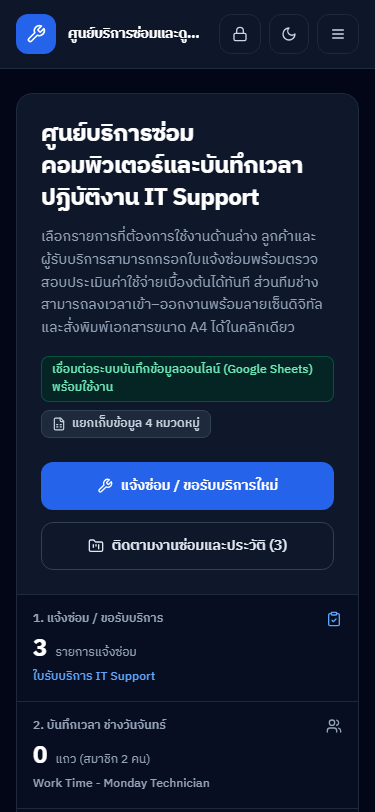 ศูนย์บริการซ่อมและดู...
ศูนย์บริการซ่อม
คอมพิวเตอร์และบันทึกเวลา
ปฏิบัติงาน IT Support
เลือกรายการที่ต้องการใช้งานด้านล่าง ลูกค้าและ
ผู้รับบริการสามารถกรอกใบแจ้งซ่อมพร้อมตรวจ
สอบประเมินค่าใช้จ่ายเบื้องต้นได้ทันที ส่วนทีมช่าง
สามารถลงเวลาเข้า–ออกงานพร้อมลายเซ็นดิจิทัล
และสั่งพิมพ์เอกสารขนาด A4 ได้ในคลิกเดียว
เชื่อมต่อระบบบันทึกข้อมูลออนไลน์ (Google Sheets)
พร้อมใช้งาน
แยกเก็บข้อมูล 4 หมวดหมู่
แจ้งซ่อม / ขอรับบริการใหม่
ติดตามงานซ่อมและประวัติ (3)
1. แจ้งซ่อม / ขอรับบริการ
3 รายการแจ้งซ่อม
ใบรับบริการ IT Support
2. บันทึกเวลา ช่างวันจันทร์
0 แถว (สมาชิก 2 คน)
Work Time - Monday Technician